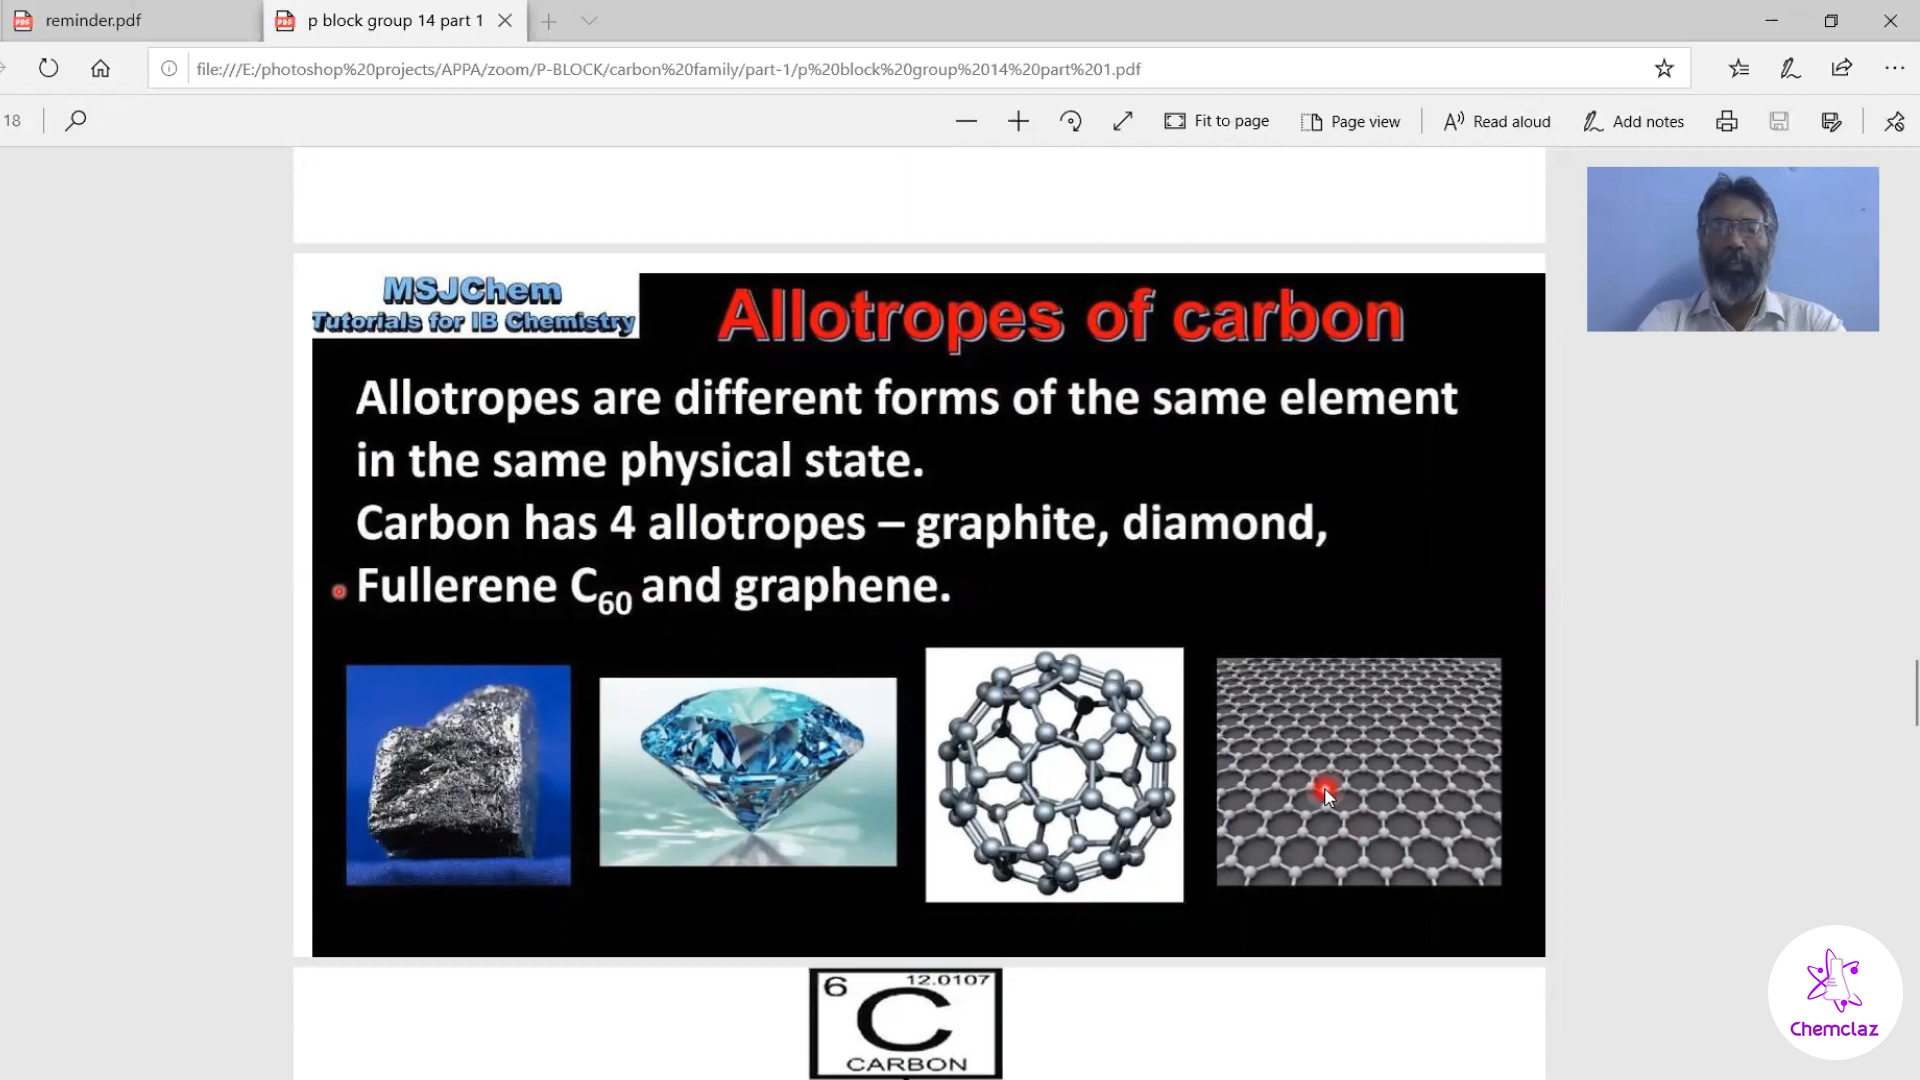 reminder.pdf
p block group 14 part 1
file:///E:/photoshop%20projects/APPA/zoom/P-BLOCK/carbon%20family/part-1/p%20block%20group%2014%20part%201.pdf
18
Fit to page
Page view
Read aloud
Add notes
MSJChem
Tutorials for IB Chemistry
Allotropes of carbon
Allotropes are different forms of the same element
in the same physical state.
Carbon has 4 allotropes – graphite, diamond,
Fullerene C60 and graphene.
6 12.0107
C
CARBON
Chemclaz